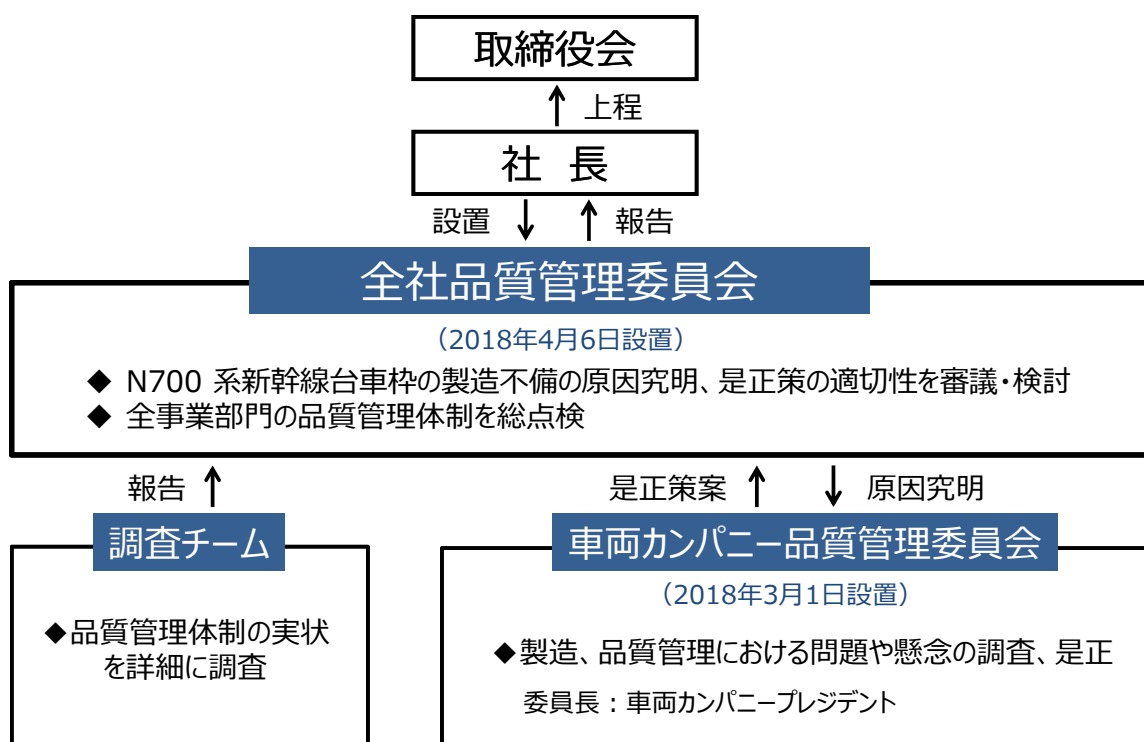 取締役会
上程
社 長
設置 報告
全社品質管理委員会
(2018年4月6日設置)
◆ N700 系新幹線台車枠の製造不備の原因究明、是正策の適切性を審議・検討
◆ 全事業部門の品質管理体制を総点検
報告
是正策案 原因究明
調査チーム
◆品質管理体制の実状
を詳細に調査
車両カンパニー品質管理委員会
(2018年3月1日設置)
◆製造、品質管理における問題や懸念の調査、是正
委員長:車両カンパニープレジデント